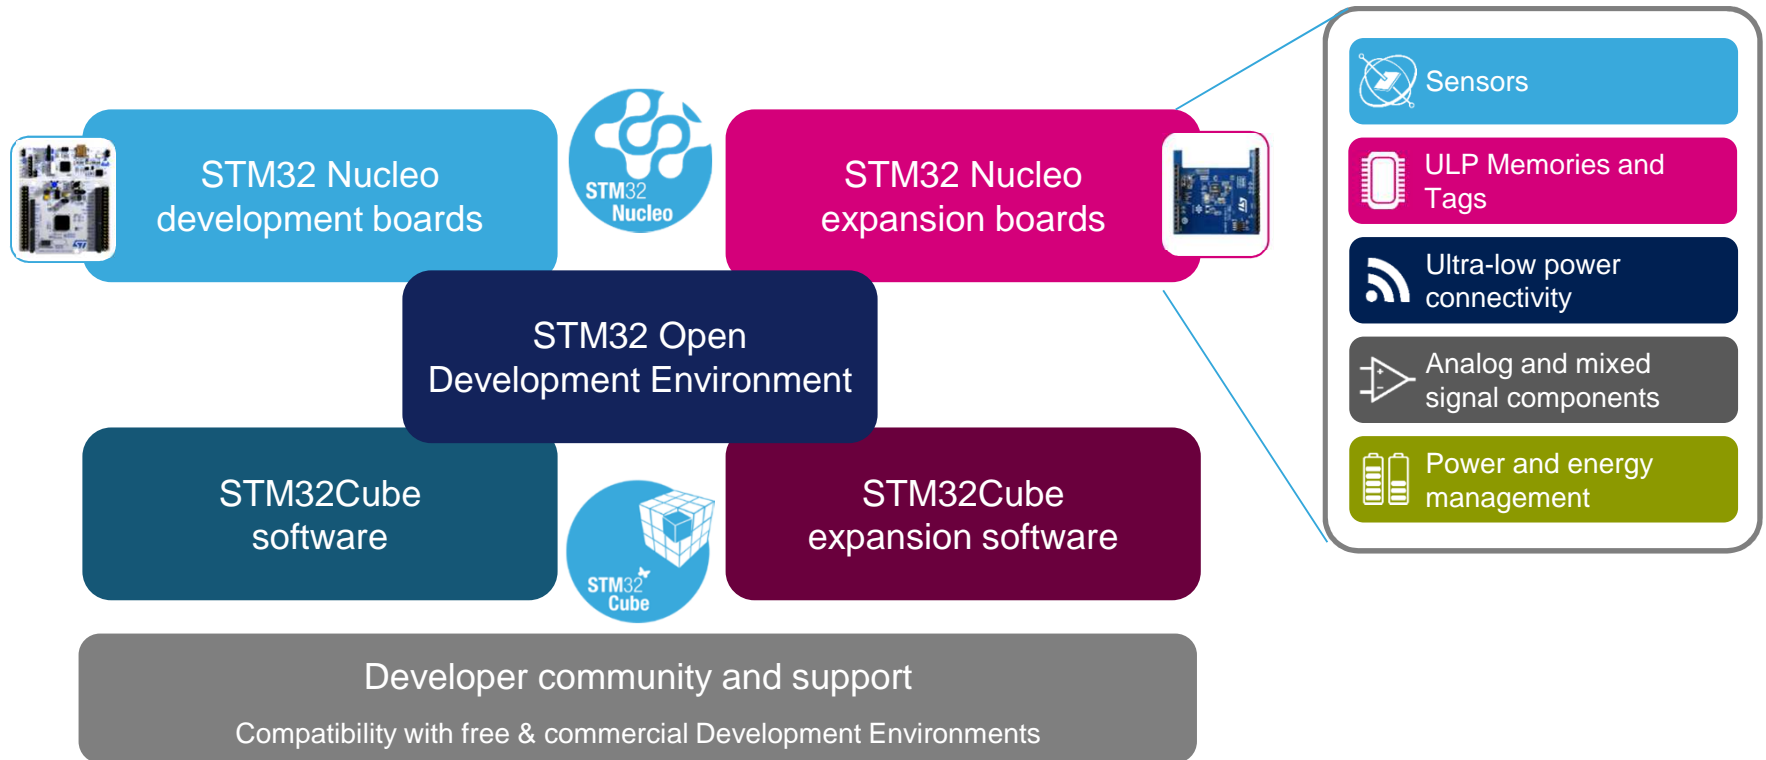 STM32 Nucleo
development boards
STM32
Nucleo
STM32 Nucleo
expansion boards
STM32 Open
Development Environment
STM32Cube
software
STM32
Cube
STM32Cube
expansion software
Developer community and support
Compatibility with free & commercial Development Environments
Sensors
ULP Memories and
Tags
Ultra-low power
connectivity
Analog and mixed
signal components
Power and energy
management